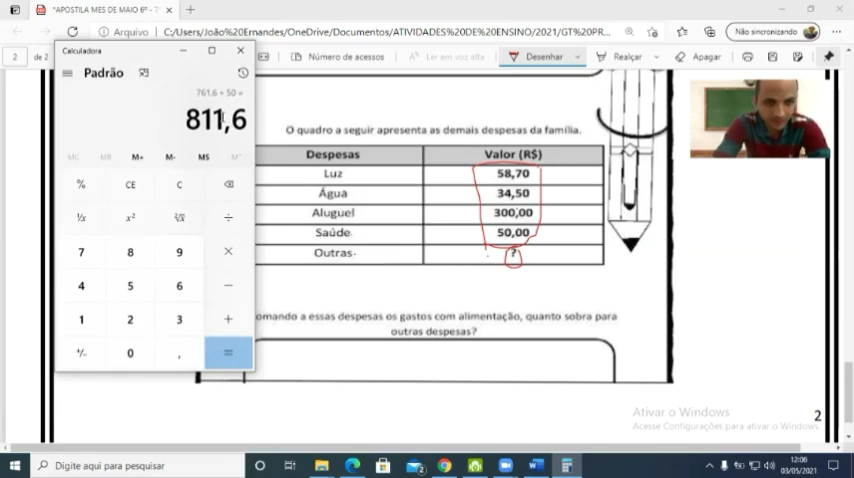 *APOSTILA MES DE MAIO 6º - 7º
Arquivo
C:/Users/João%20Ernandes/OneDrive/Documentos/ATIVIDADES%20DE%20ENSINO/2021/GT%20PR...
Não sincronizando
2
de 2
Número de acessos
Ler em voz alta
Desenhar
Realçar
Apagar
Calculadora
Padrão
761,6 + 50 =
811,6
MC MR M+ M- MS M˅
% CE C
¹/x x² ²√x ÷
7 8 9 ×
4 5 6 −
1 2 3 +
+/- 0 , =
O quadro a seguir apresenta as demais despesas da família.
Despesas Valor (R$)
Luz 58,70
Água 34,50
Aluguel 300,00
Saúde 50,00
Outras ?
omando a essas despesas os gastos com alimentação, quanto sobra para
outras despesas?
Ativar o Windows
Acesse Configurações para ativar o Windows.
2
Digite aqui para pesquisar
2
12:06
03/05/2021